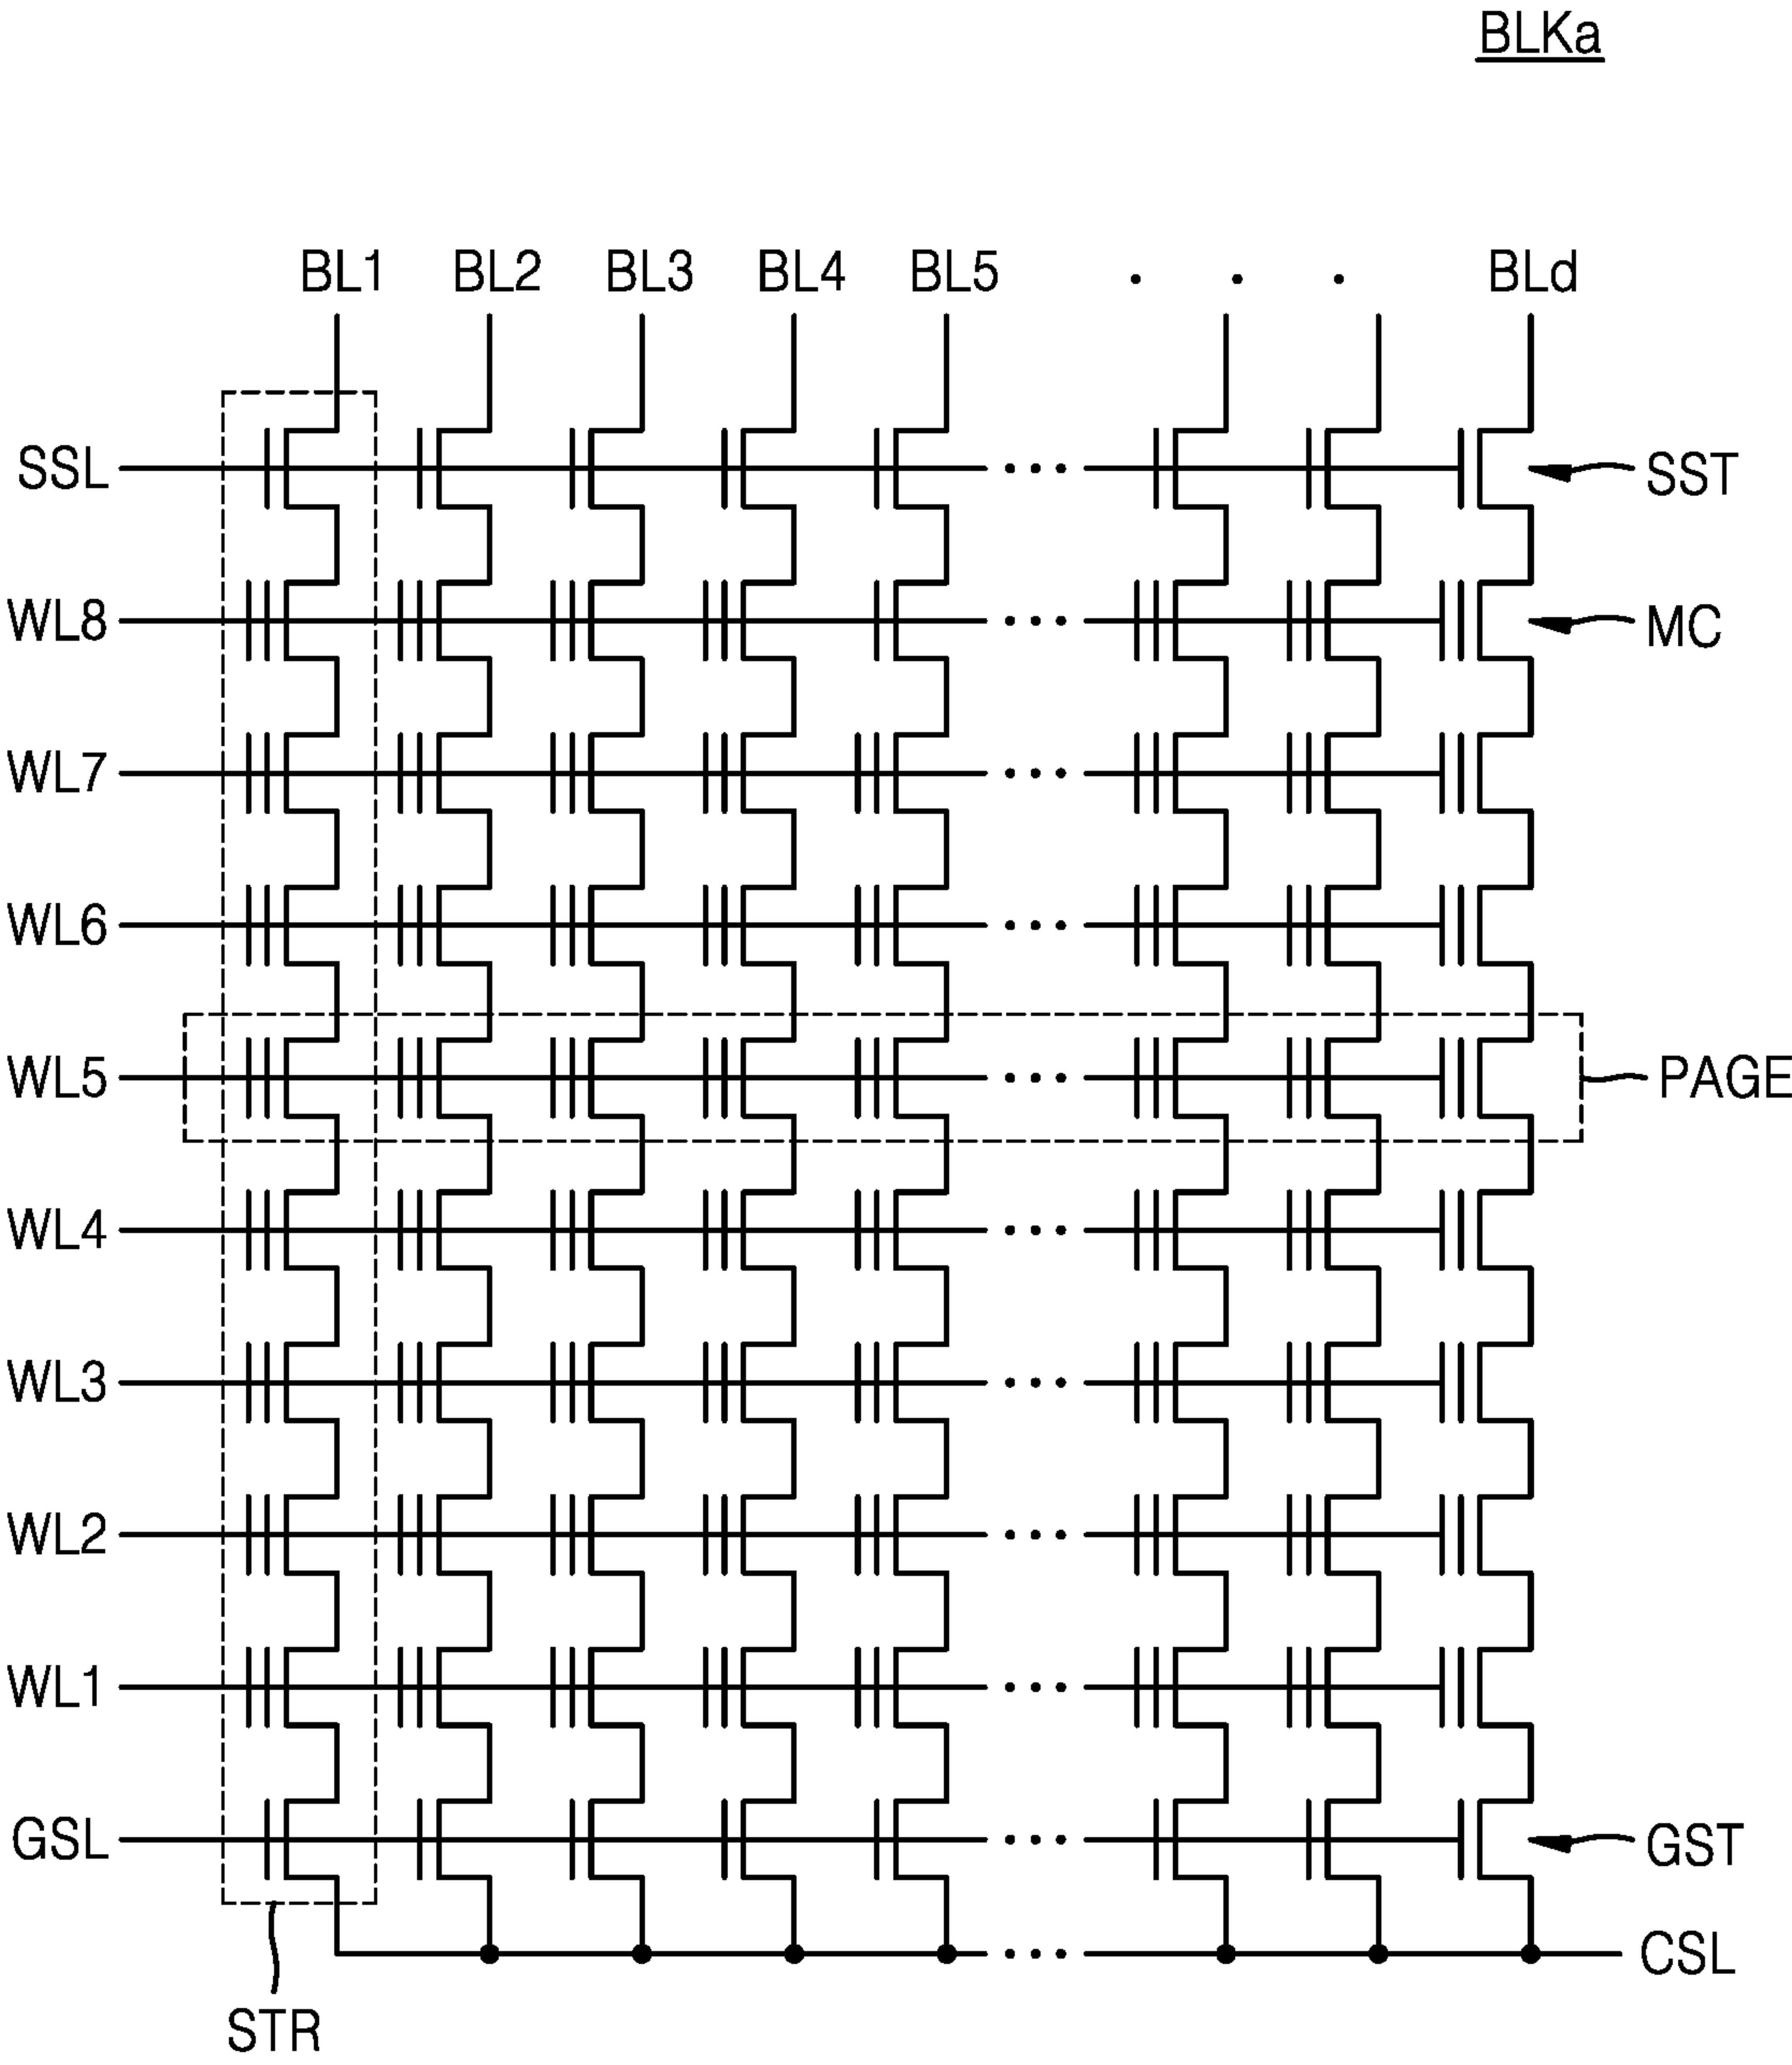 BLKa
BL1 BL2 BL3 BL4 BL5 . . . BLd
SSL ... SST
WL8 ... MC
WL7 ...
WL6 ...
WL5 ... PAGE
WL4 ...
WL3 ...
WL2 ...
WL1 ...
GSL ... GST
... CSL
STR